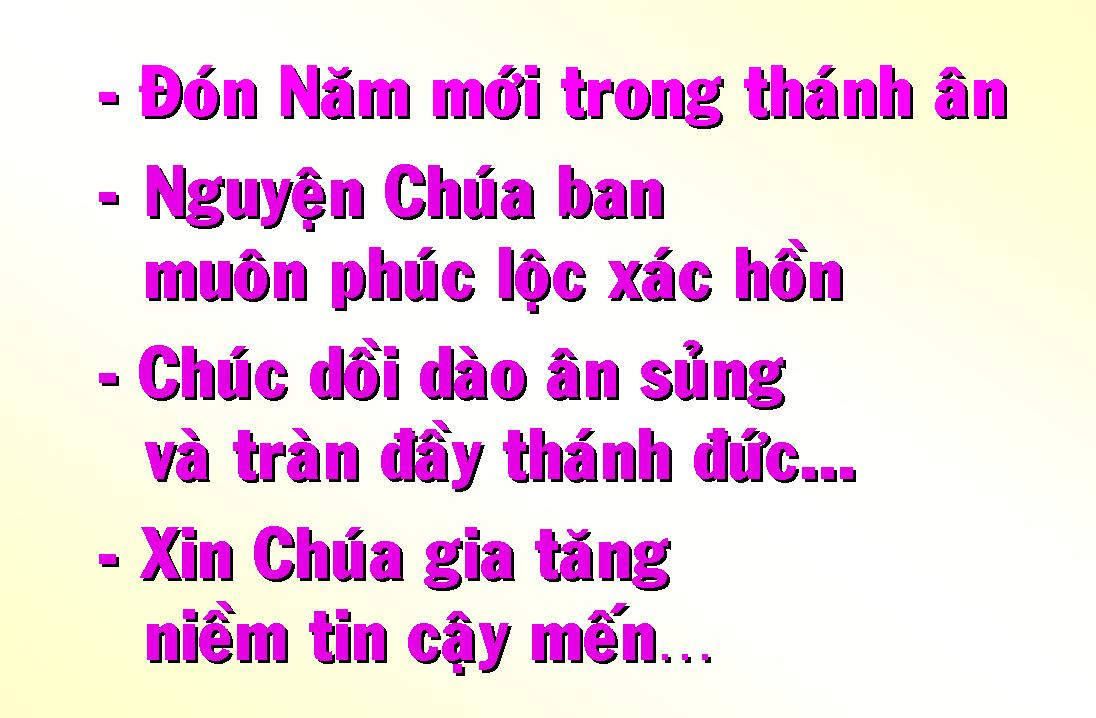 - Đón Năm mới trong thánh ân
- Nguyện Chúa ban
muôn phúc lộc xác hồn
- Chúc dồi dào ân sủng
và tràn đầy thánh đức...
- Xin Chúa gia tăng
niềm tin cậy mến...